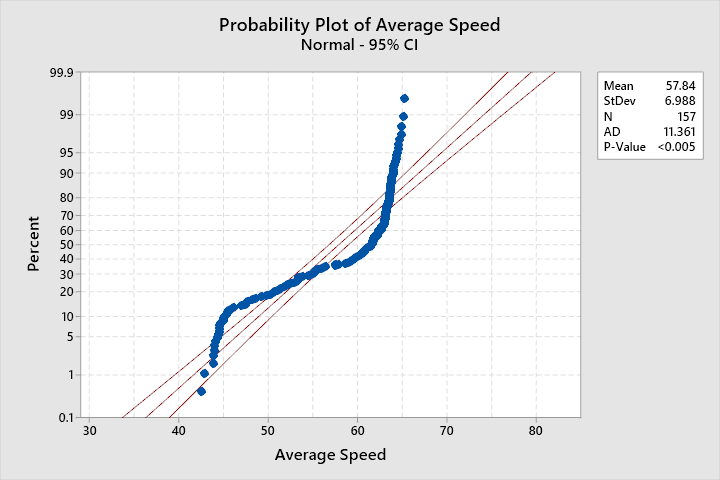 Probability Plot of Average Speed
Normal - 95% CI
99.9
99
95
90
80
70
60
50
40
30
20
10
5
1
0.1
Percent
30 40 50 60 70 80
Average Speed
Mean 57.84
StDev 6.988
N 157
AD 11.361
P-Value <0.005